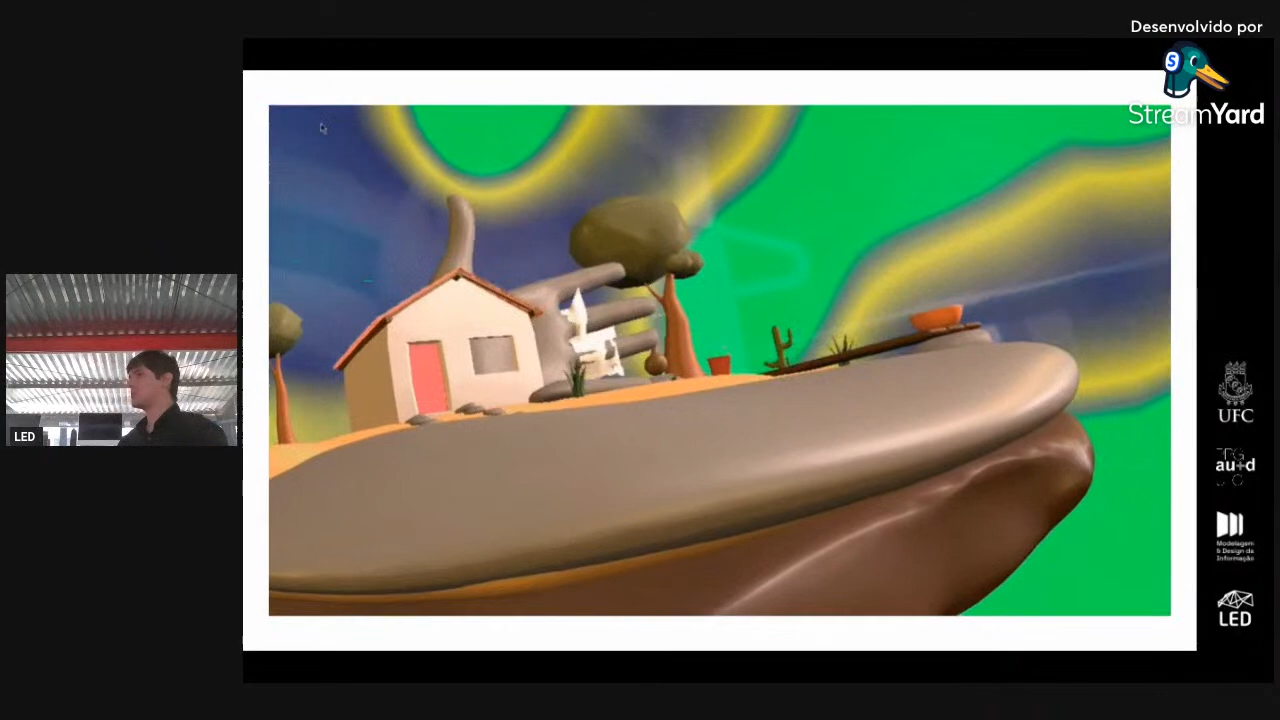 Desenvolvido por
StreamYard
LED
UFC
au+d
Modelagem
& Design da
Informação
LED